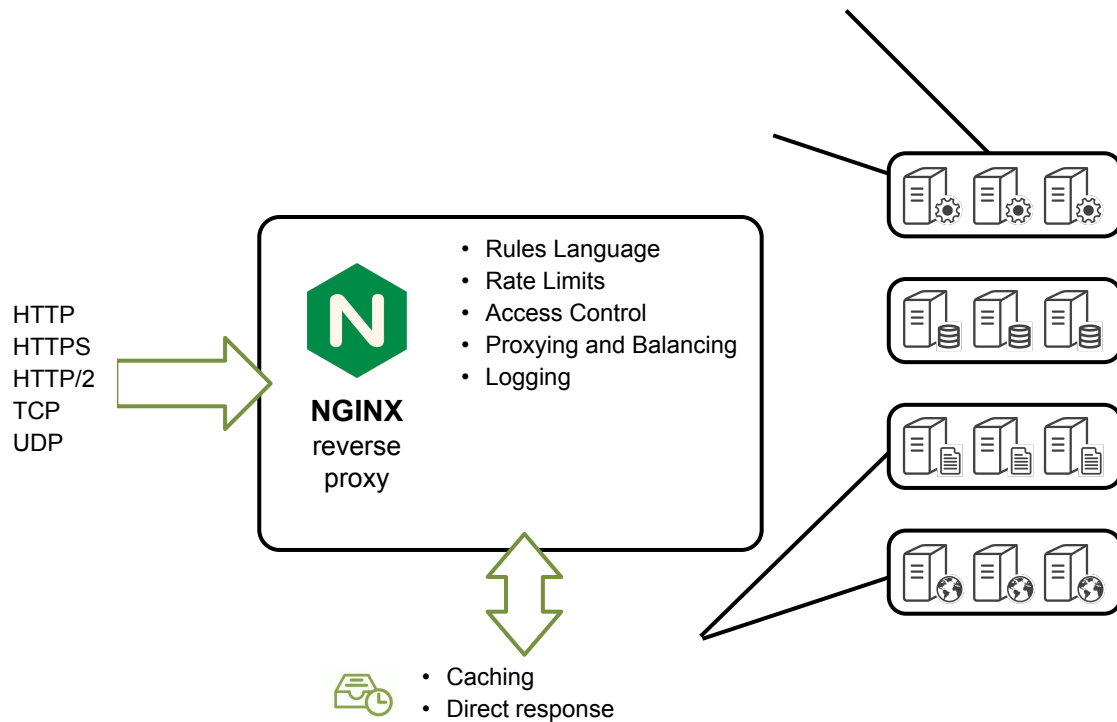 HTTP
HTTPS
HTTP/2
TCP
UDP
N
NGINX
reverse
proxy
• Rules Language
• Rate Limits
• Access Control
• Proxying and Balancing
• Logging
• Caching
• Direct response